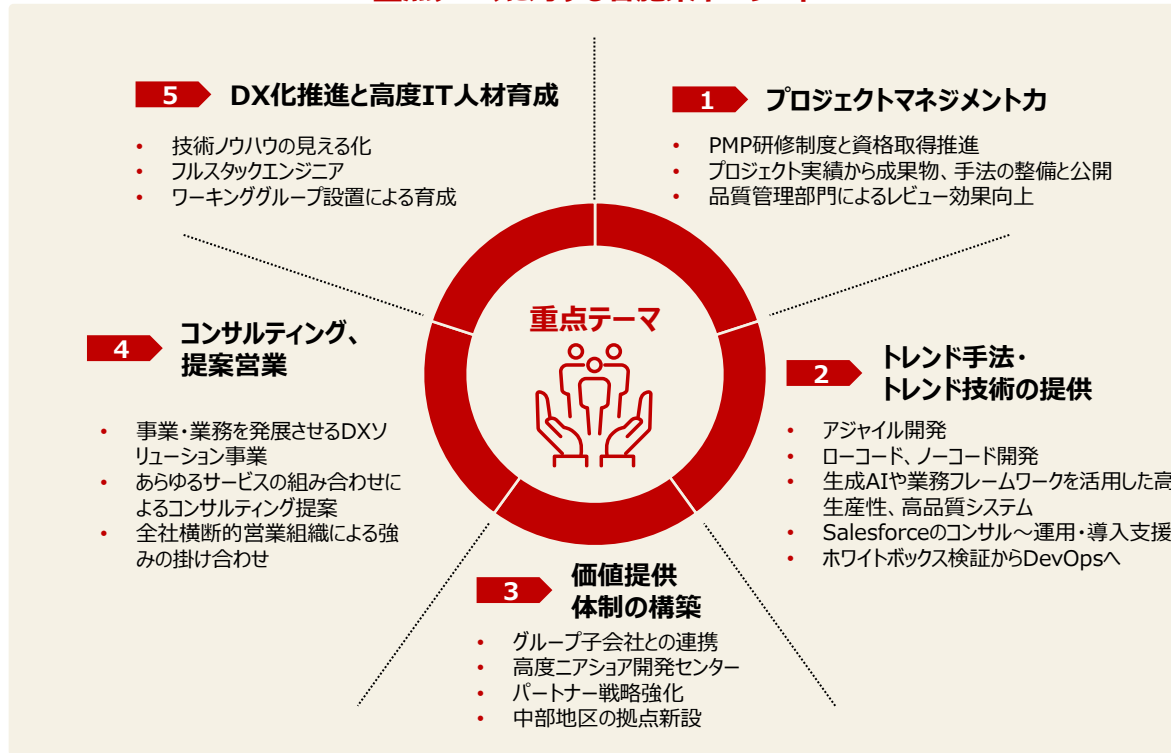 1
プロジェクトマネジメント力
• PMP研修制度と資格取得推進
• プロジェクト実績から成果物、手法の整備と公開
• 品質管理部門によるレビュー効果向上
2
トレンド手法・
トレンド技術の提供
• アジャイル開発
• ローコード、ノーコード開発
• 生成AIや業務フレームワークを活用した高
生産性、高品質システム
• Salesforceのコンサル～運用・導入支援
• ホワイトボックス検証からDevOpsへ
3
価値提供
体制の構築
• グループ子会社との連携
• 高度ニアショア開発センター
• パートナー戦略強化
• 中部地区の拠点新設
4
コンサルティング、
提案営業
• 事業・業務を発展させるDXソ
リューション事業
• あらゆるサービスの組み合わせに
よるコンサルティング提案
• 全社横断的営業組織による強
みの掛け合わせ
5
DX化推進と高度IT人材育成
• 技術ノウハウの見える化
• フルスタックエンジニア
• ワーキンググループ設置による育成
重点テーマ